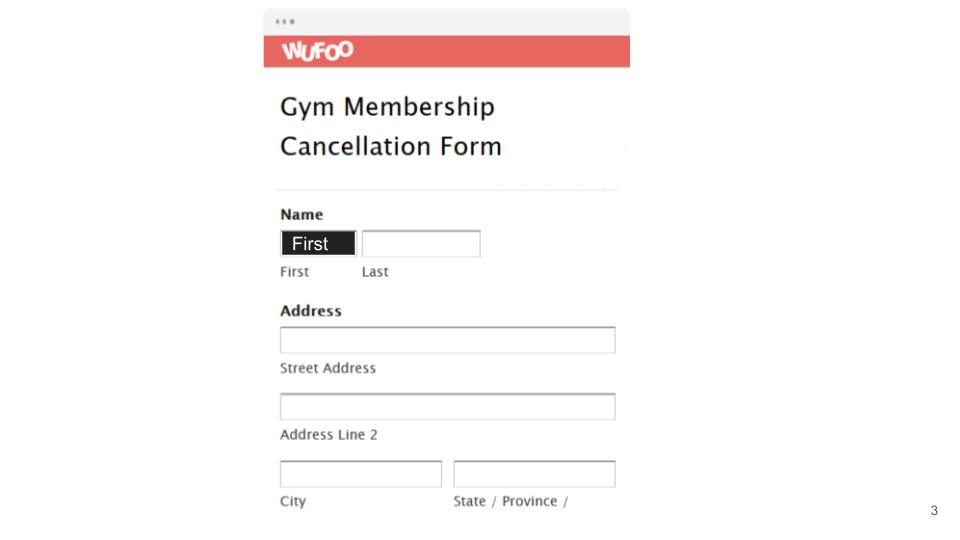 WUFOO
Gym Membership
Cancellation Form
Name
First
First Last
Address
Street Address
Address Line 2
City State / Province /
3